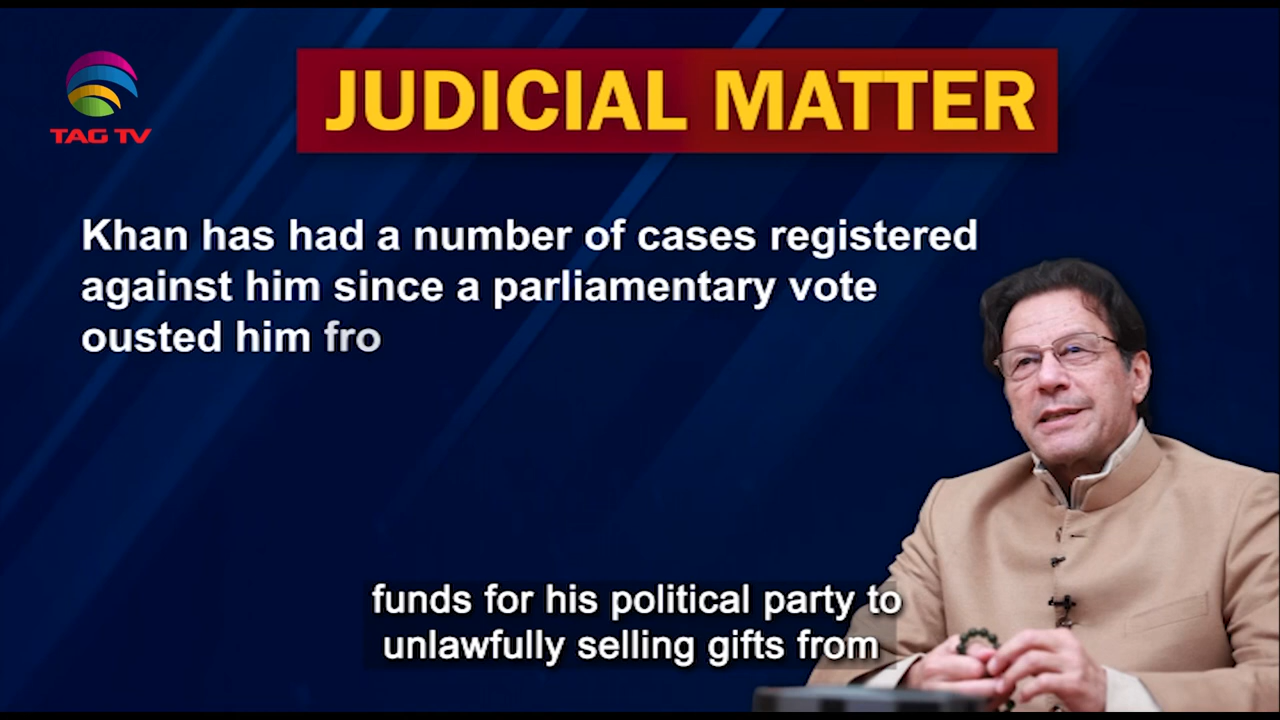 TAG TV
JUDICIAL MATTER
Khan has had a number of cases registered
against him since a parliamentary vote
ousted him fro
funds for his political party to
unlawfully selling gifts from